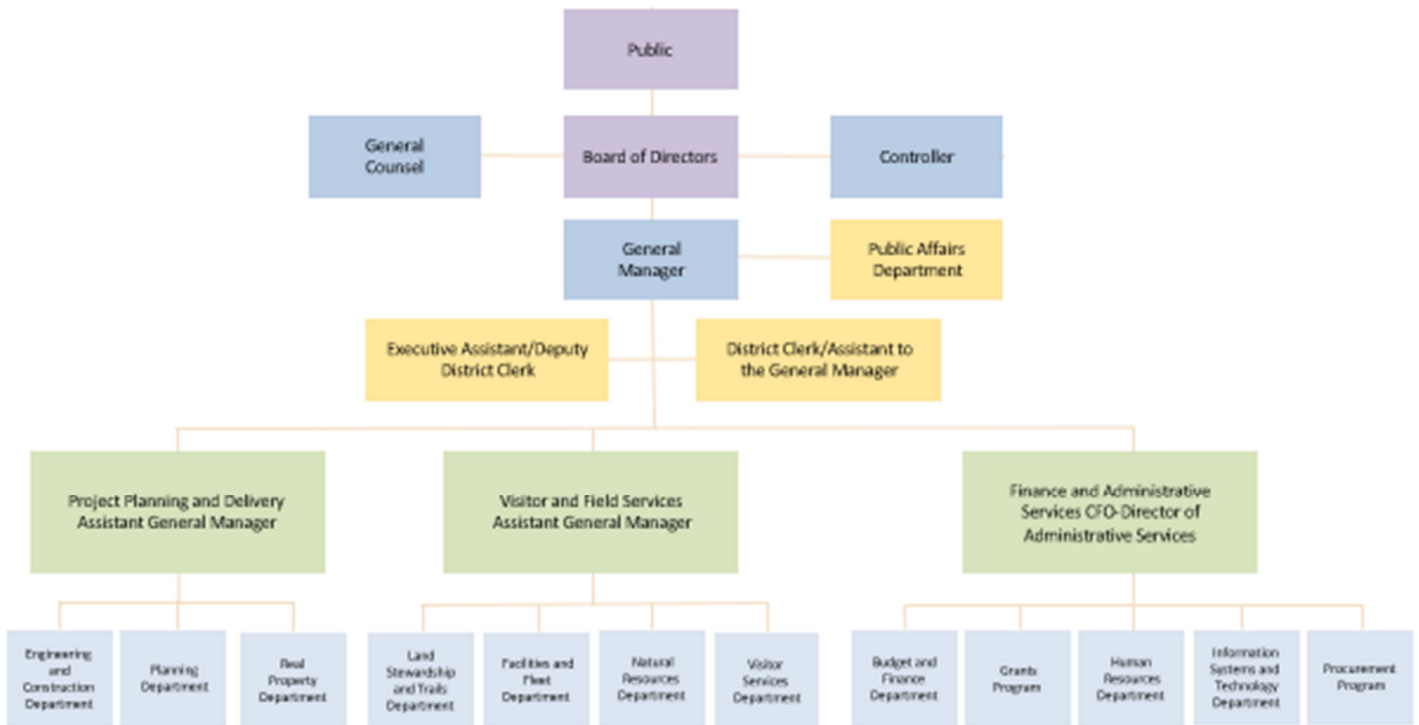 Public
General
Counsel
Board of Directors
Controller
General
Manager
Public Affairs
Department
Executive Assistant/Deputy
District Clerk
District Clerk/Assistant to
the General Manager
Project Planning and Delivery
Assistant General Manager
Visitor and Field Services
Assistant General Manager
Finance and Administrative
Services CFO-Director of
Administrative Services
Engineering
and
Construction
Department
Planning
Department
Real
Property
Department
Land
Stewardship
and Trails
Department
Facilities and
Fleet
Department
Natural
Resources
Department
Visitor
Services
Department
Budget and
Finance
Department
Grants
Program
Human
Resources
Department
Information
Systems and
Technology
Department
Procurement
Program